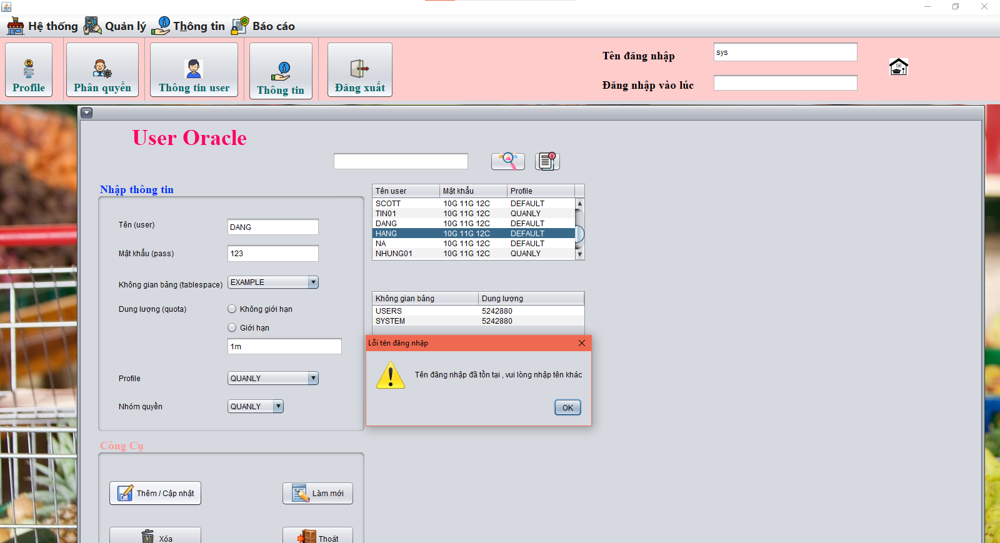 Hệ thống Quản lý Thông tin Báo cáo
Profile Phân quyền Thông tin user Thông tin Đăng xuất
Tên đăng nhập sys
Đăng nhập vào lúc
User Oracle
Nhập thông tin
Tên (user) DANG
Mật khẩu (pass) 123
Không gian bảng (tablespace) EXAMPLE
Dung lượng (quota) Không giới hạn
Giới hạn
1m
Profile QUANLY
Nhóm quyền QUANLY
Tên user Mật khẩu Profile
SCOTT 10G 11G 12C DEFAULT
TIN01 10G 11G 12C QUANLY
DANG 10G 11G 12C DEFAULT
HANG 10G 11G 12C DEFAULT
NA 10G 11G 12C DEFAULT
NHUNG01 10G 11G 12C QUANLY
Không gian bảng Dung lượng
USERS 5242880
SYSTEM 5242880
Lỗi tên đăng nhập
Tên đăng nhập đã tồn tại , vui lòng nhập tên khác
OK
Công Cụ
Thêm / Cập nhật Làm mới
Xóa Thoát